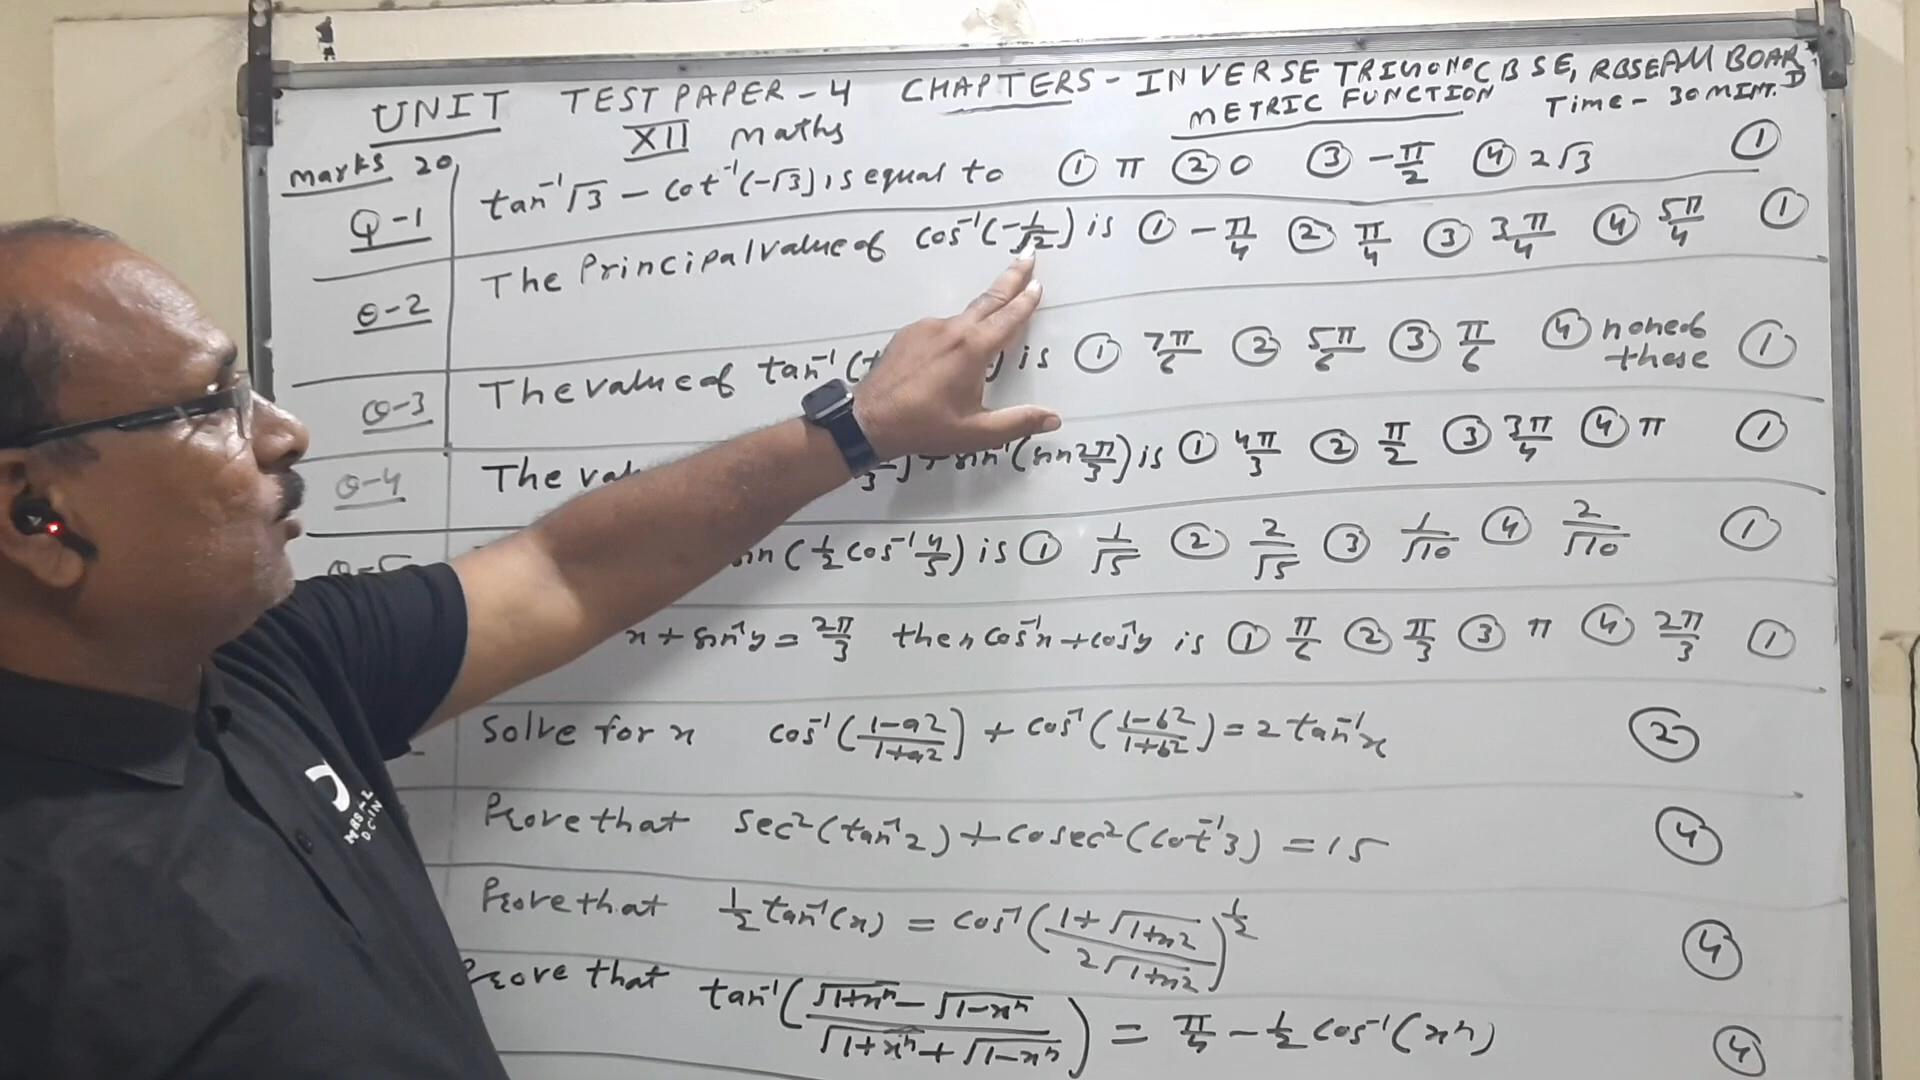 UNIT TEST PAPER - 4 CHAPTERS - INVERSE TRIGONO CBSE, RBSE ALL BOARD
XII Maths METRIC FUNCTION Time - 30 MINT.
Marks 20
Q-1 tan⁻¹√3 - cot⁻¹(-√3) is equal to ① π ② 0 ③ -π/2 ④ 2√3 ①
Q-2 The Principal value of cos⁻¹(-1/√2) is ① -π/4 ② π/4 ③ 3π/4 ④ 5π/4 ①
Q-3 The value of tan⁻¹( ) is ① 7π/6 ② 5π/6 ③ π/6 ④ none of these ①
Q-4 The + sin⁻¹(sin 2π/3) is ① 4π/3 ② π/2 ③ 3π/4 ④ π ①
(1/2 cos⁻¹ 4/5) is ① 1/√5 ② 2/√5 ③ 1/√10 ④ 2/√10 ①
x + sin⁻¹y = 2π/3 then cos⁻¹x + cos⁻¹y is ① π/6 ② π/3 ③ π ④ 2π/3 ①
Solve for x cos⁻¹((1-a²)/(1+a²)) + cos⁻¹((1-b²)/(1+b²)) = 2 tan⁻¹x ②
Prove that sec²(tan⁻¹2) + cosec²(cot⁻¹3) = 15 ④
Prove that 1/2 tan⁻¹(x) = cos⁻¹((1+√(1+x²))/(2√(1+x²)))^(1/2) ④
Prove that tan⁻¹((√(1+xⁿ) - √(1-xⁿ))/(√(1+xⁿ) + √(1-xⁿ))) = π/4 - 1/2 cos⁻¹(xⁿ) ④